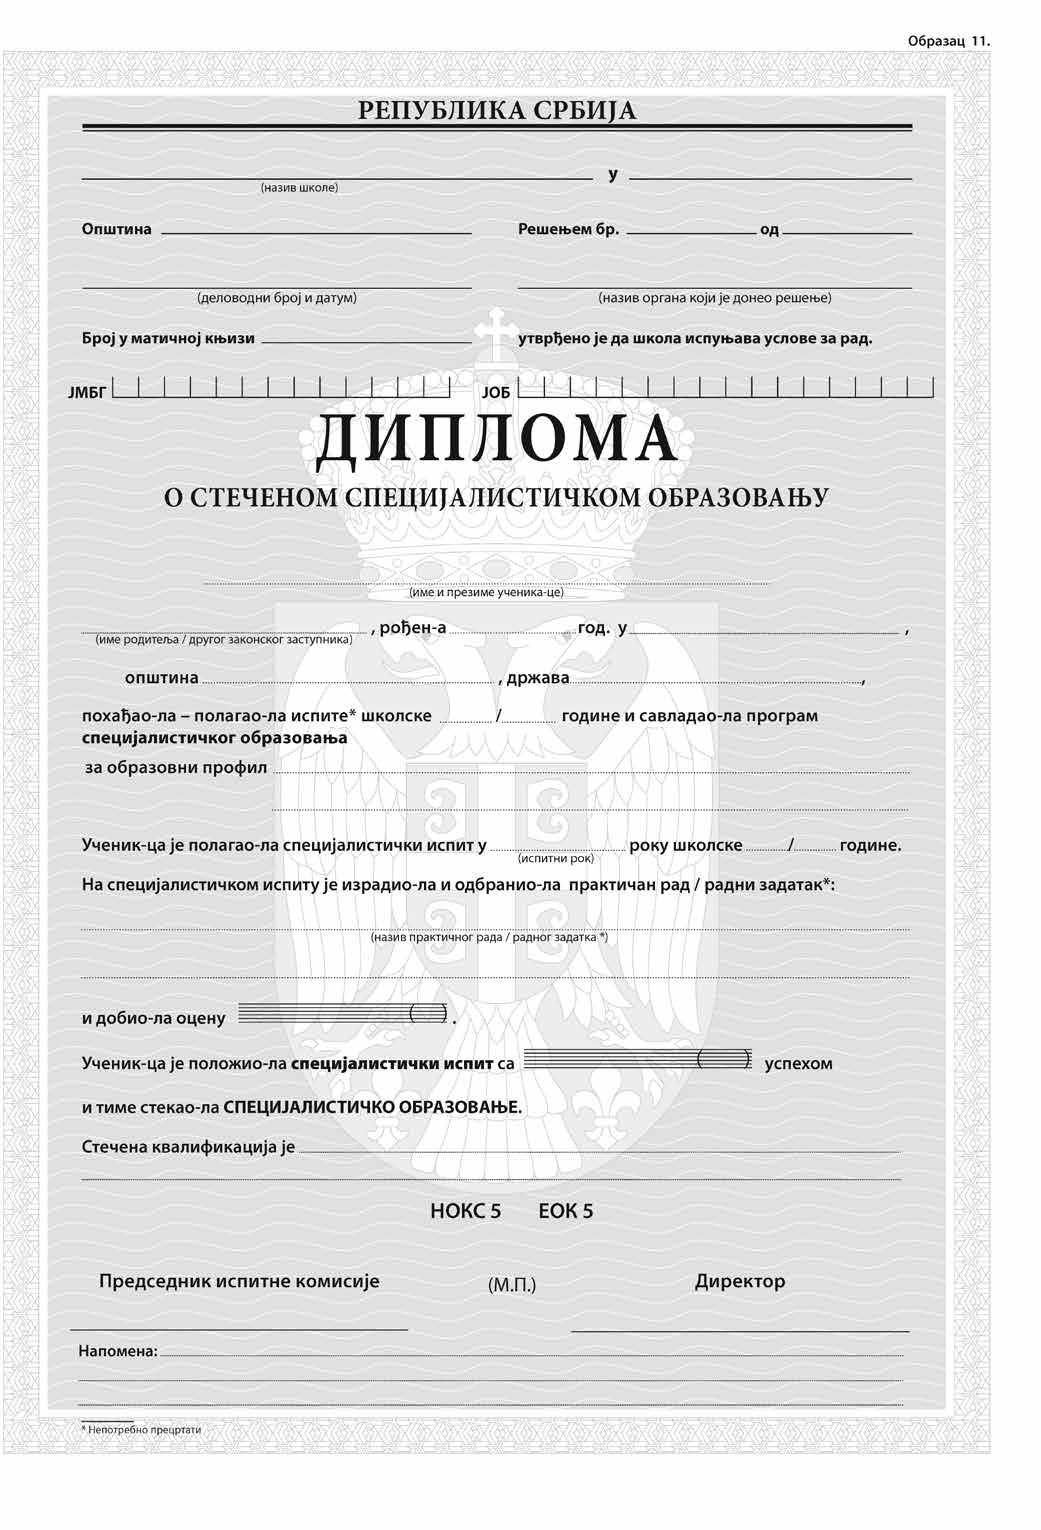 Образац 11.
РЕПУБЛИКА СРБИЈА
у
(назив школе)
Општина Решењем бр. од
(деловодни број и датум) (назив органа који је донео решење)
Број у матичној књизи утврђено је да школа испуњава услове за рад.
ЈМБГ ЈОБ
ДИПЛОМА
О СТЕЧЕНОМ СПЕЦИЈАЛИСТИЧКОМ ОБРАЗОВАЊУ
(име и презиме ученика-це)
, рођен-а год. у ,
(име родитеља / другог законског заступника)
општина , држава ,
похађао-ла – полагао-ла испите* школске / године и савладао-ла програм
специјалистичког образовања
за образовни профил
Ученик-ца је полагао-ла специјалистички испит у року школске / године.
(испитни рок)
На специјалистичком испиту је израдио-ла и одбранио-ла практичан рад / радни задатак*:
(назив практичног рада / радног задатка *)
и добио-ла оцену ( ) .
Ученик-ца је положио-ла специјалистички испит са ( ) успехом
и тиме стекао-ла СПЕЦИЈАЛИСТИЧКО ОБРАЗОВАЊЕ.
Стечена квалификација је
НОКС 5 ЕОК 5
Председник испитне комисије (М.П.) Директор
Напомена:
* Непотребно прецртати